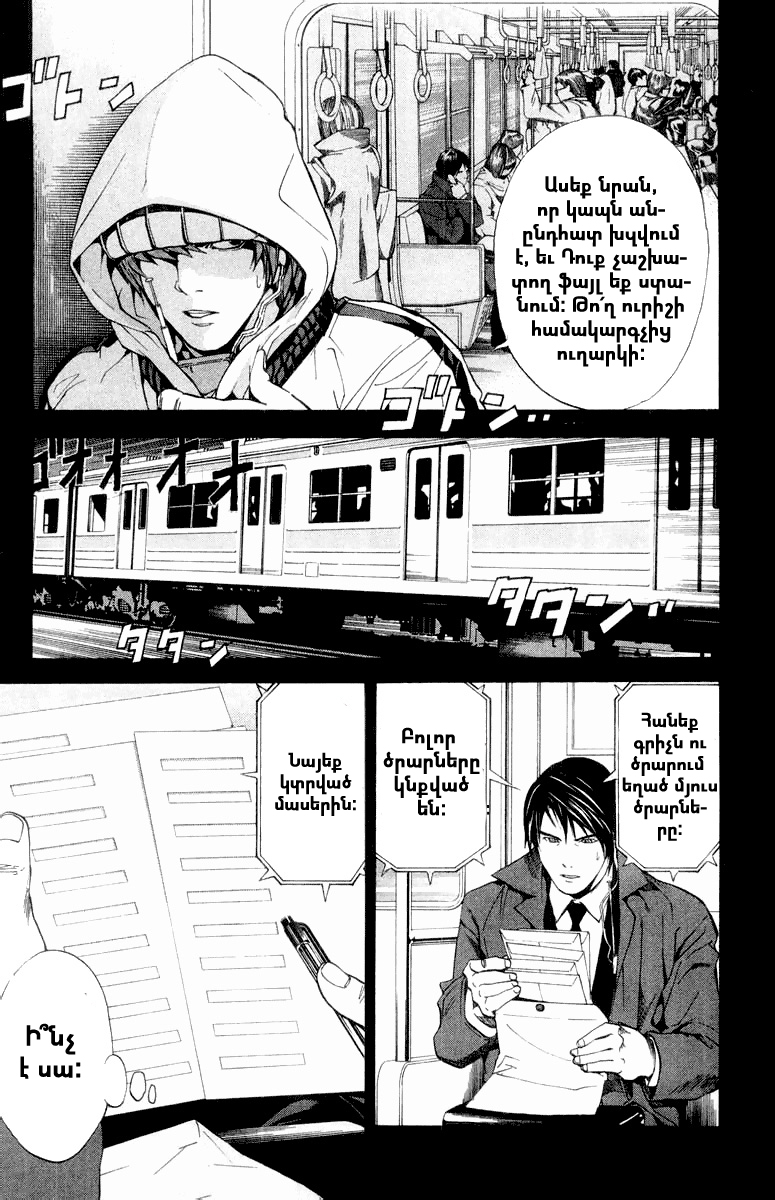 ゴトン
Ասեք նրան,
որ կապն ան-
ընդհատ խզվում
է, եւ Դուք չաշխա-
տող ֆայլ եք ստա-
նում: Թո՛ղ ուրիշի
համակարգչից
ուղարկի:
ゴトン‥
オオオオ
タタン‥
タタン
Հանեք
գրիչն ու
ծրարում
եղած մյուս
ծրարնե-
րը:
Բոլոր
ծրարները
կնքված
են:
Նայեք
կտրված
մասերին:
Ի՞նչ
է սա: